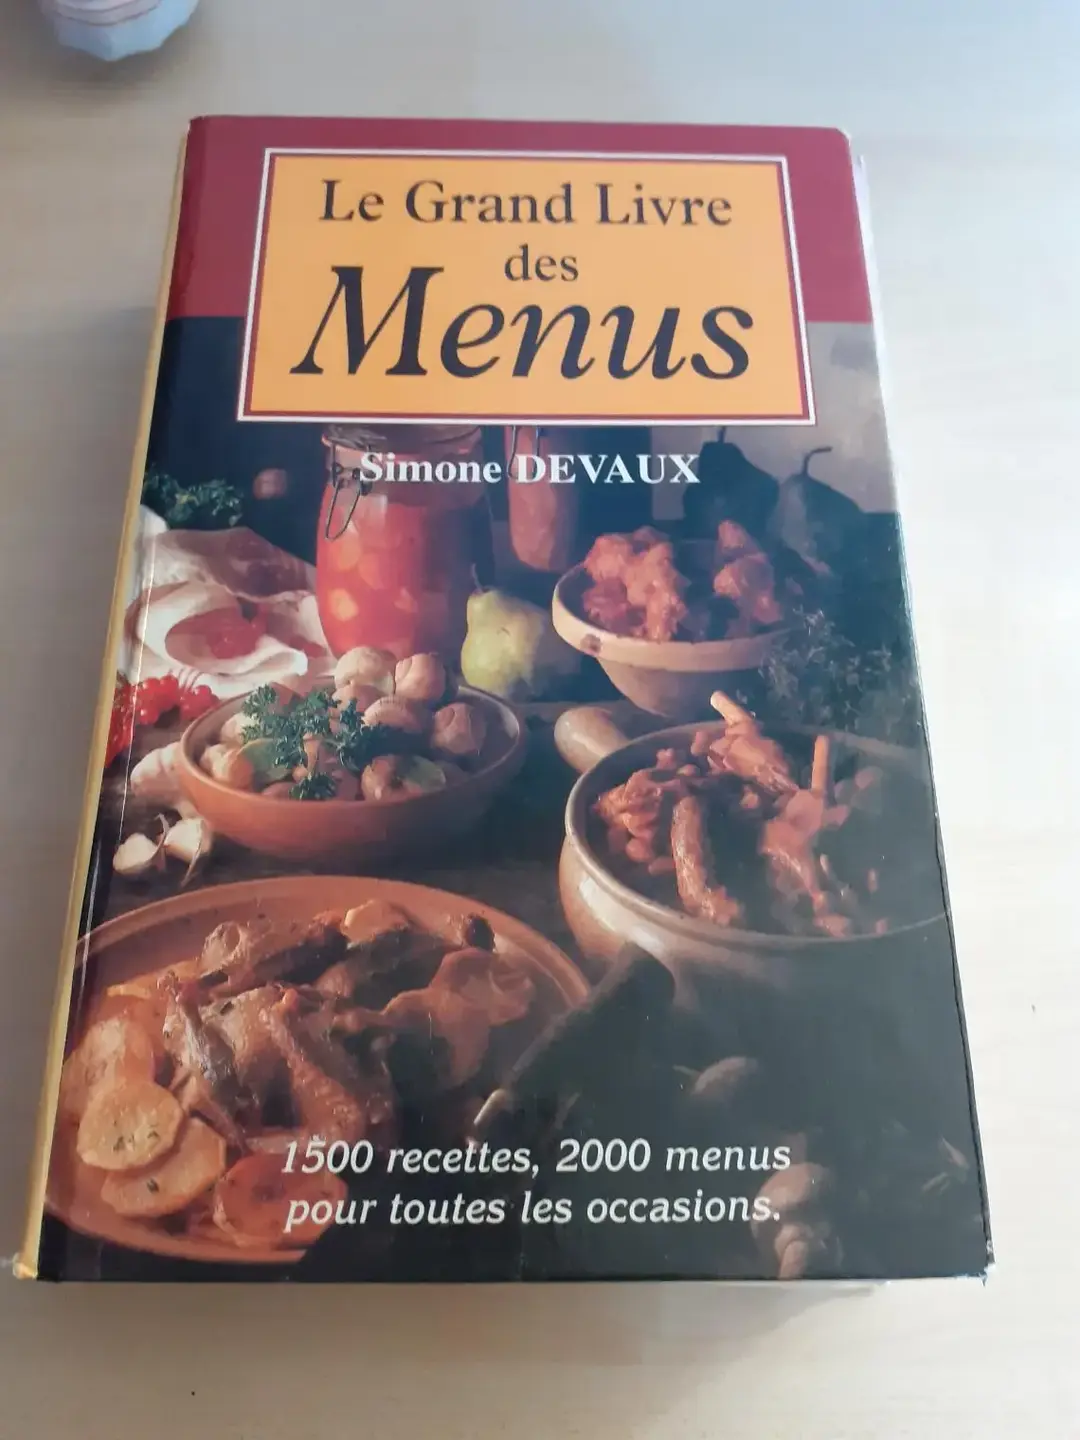 Le Grand Livre
des
Menus
Simone DEVAUX
1500 recettes, 2000 menus
pour toutes les occasions.